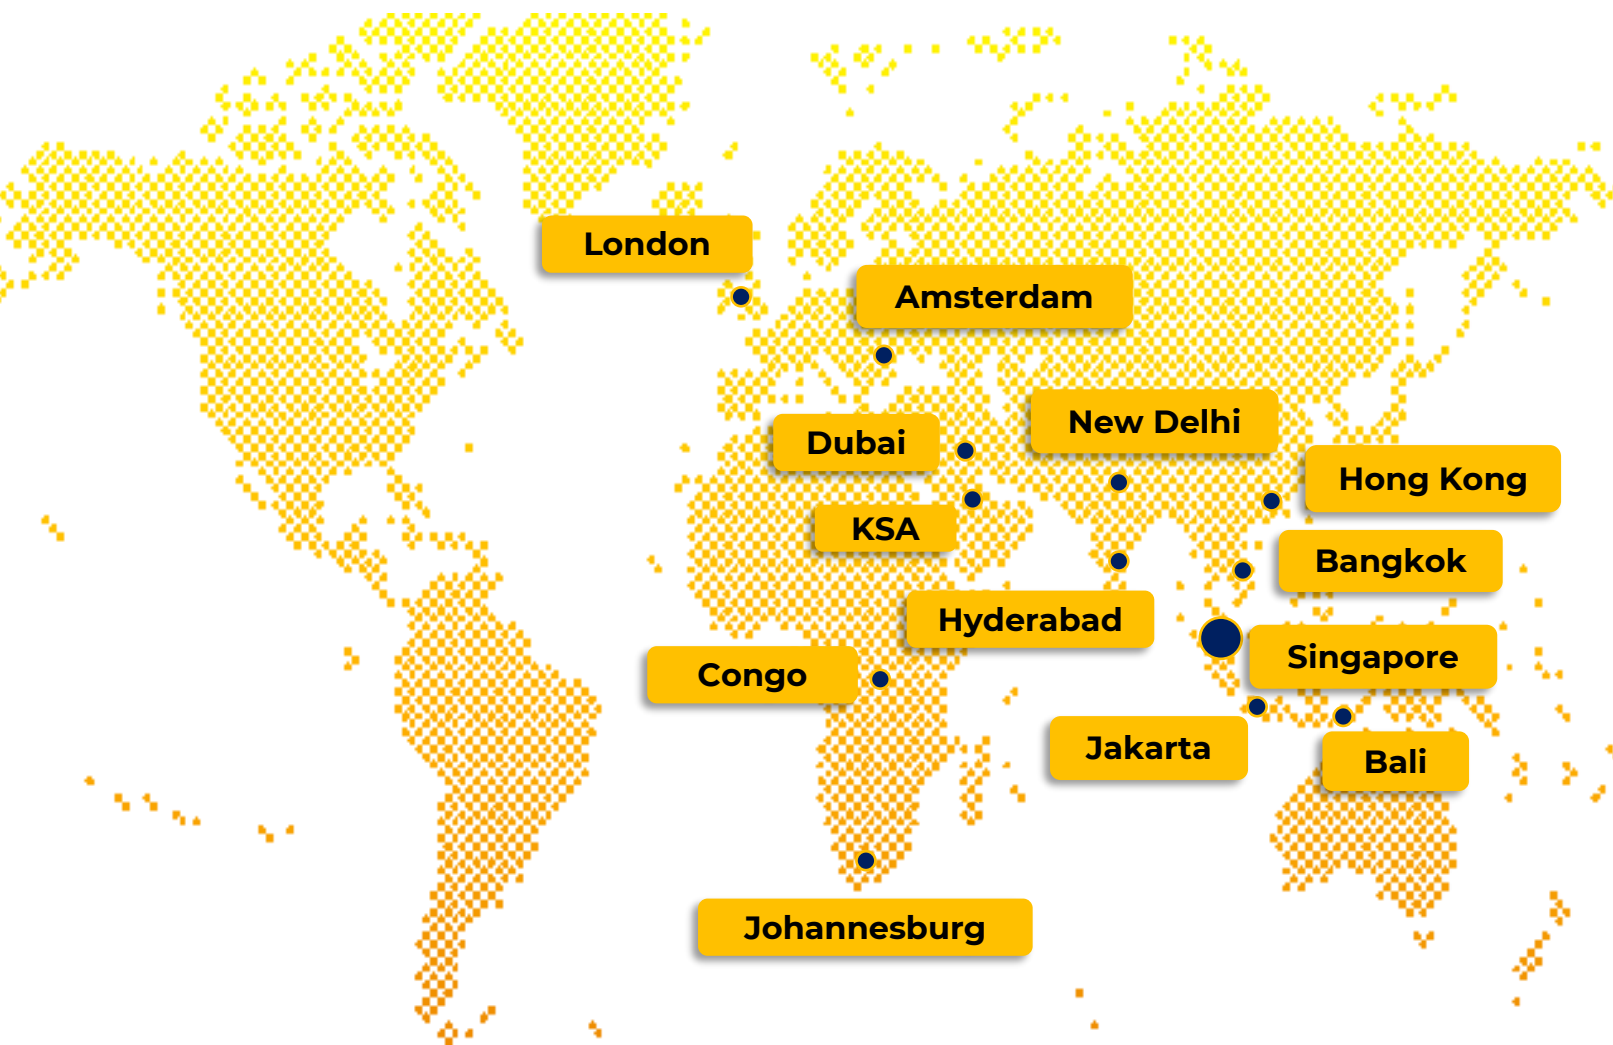 London
Amsterdam
New Delhi
Dubai
Hong Kong
KSA
Bangkok
Hyderabad
Singapore
Congo
Jakarta
Bali
Johannesburg